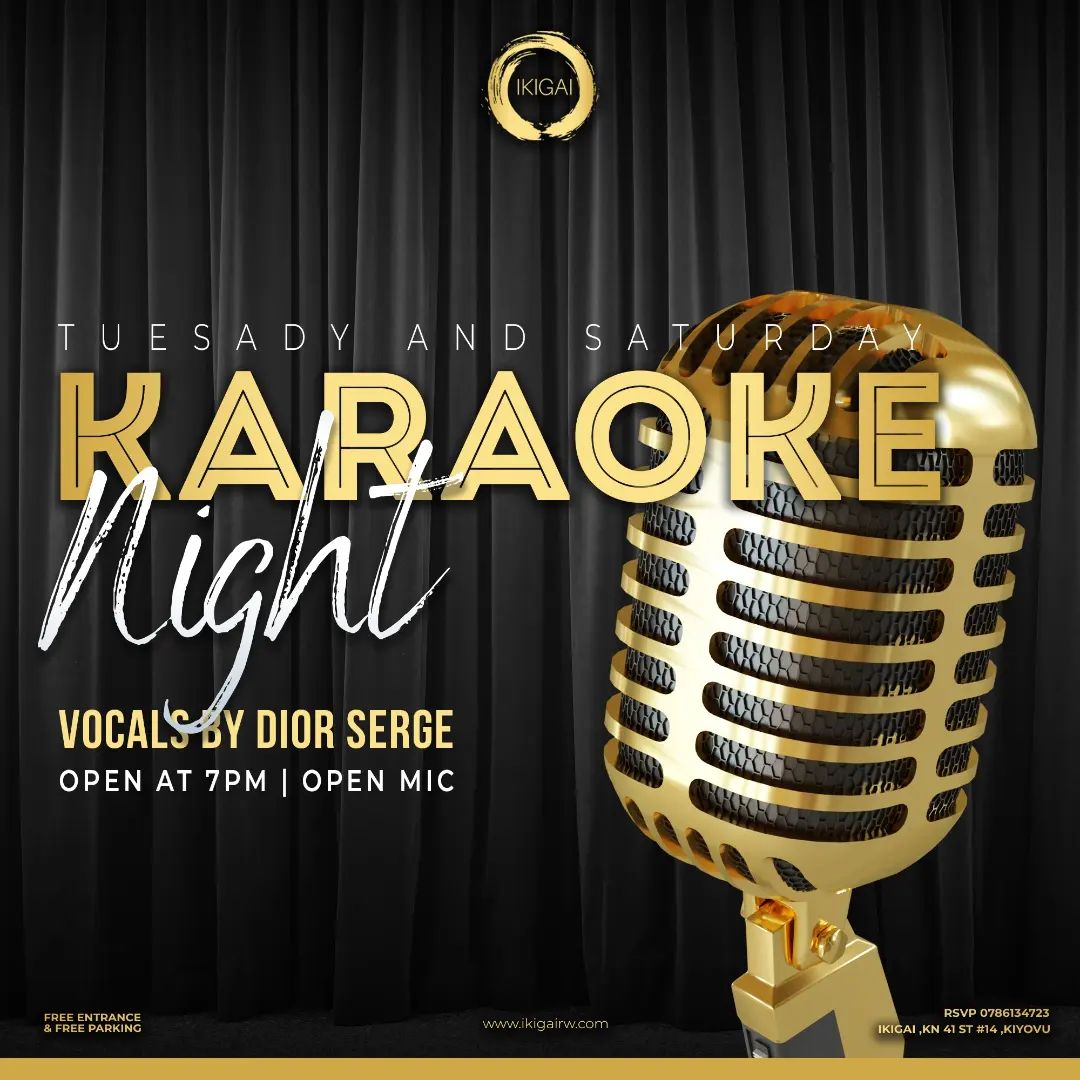 IKIGAI
TUESADY AND SATURDAY
KARAOKE
Night
VOCALS BY DIOR SERGE
OPEN AT 7PM | OPEN MIC
FREE ENTRANCE
& FREE PARKING
www.ikigairw.com
RSVP 0786134723
IKIGAI ,KN 41 ST #14 ,KIYOVU